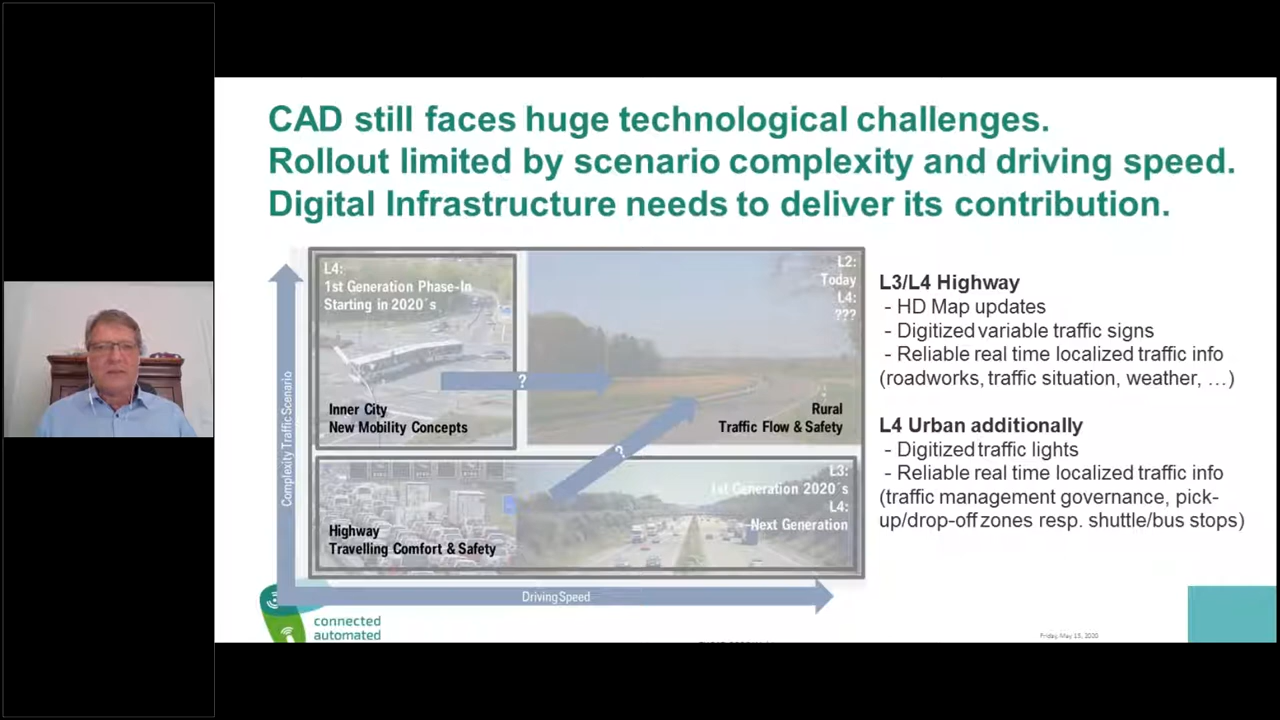 CAD still faces huge technological challenges.
Rollout limited by scenario complexity and driving speed.
Digital Infrastructure needs to deliver its contribution.
Complexity Traffic Scenario
L4:
1st Generation Phase-In
Starting in 2020´s
?
Inner City
New Mobility Concepts
L2:
Today
L4:
???
Rural
Traffic Flow & Safety
?
L3:
1st Generation 2020´s
L4:
Next Generation
Highway
Travelling Comfort & Safety
Driving Speed
L3/L4 Highway
- HD Map updates
- Digitized variable traffic signs
- Reliable real time localized traffic info
(roadworks, traffic situation, weather, …)
L4 Urban additionally
- Digitized traffic lights
- Reliable real time localized traffic info
(traffic management governance, pick-
up/drop-off zones resp. shuttle/bus stops)
connected
automated
Friday, May 15, 2020